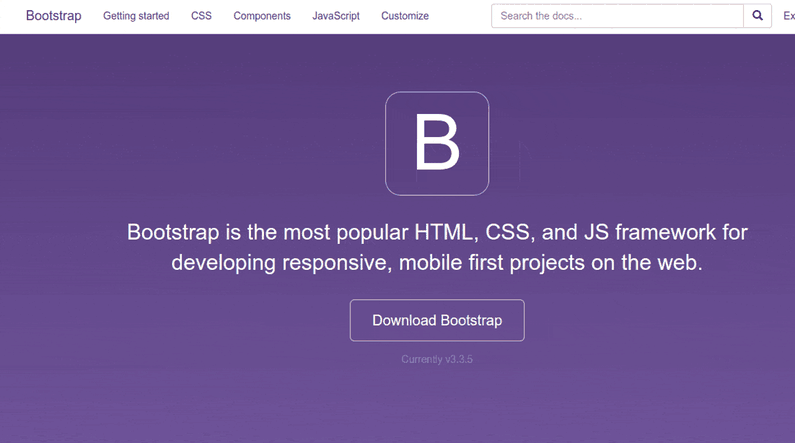 Bootstrap Getting started CSS Components JavaScript Customize Search the docs... Ex
B
Bootstrap is the most popular HTML, CSS, and JS framework for
developing responsive, mobile first projects on the web.
Download Bootstrap
Currently v3.3.5